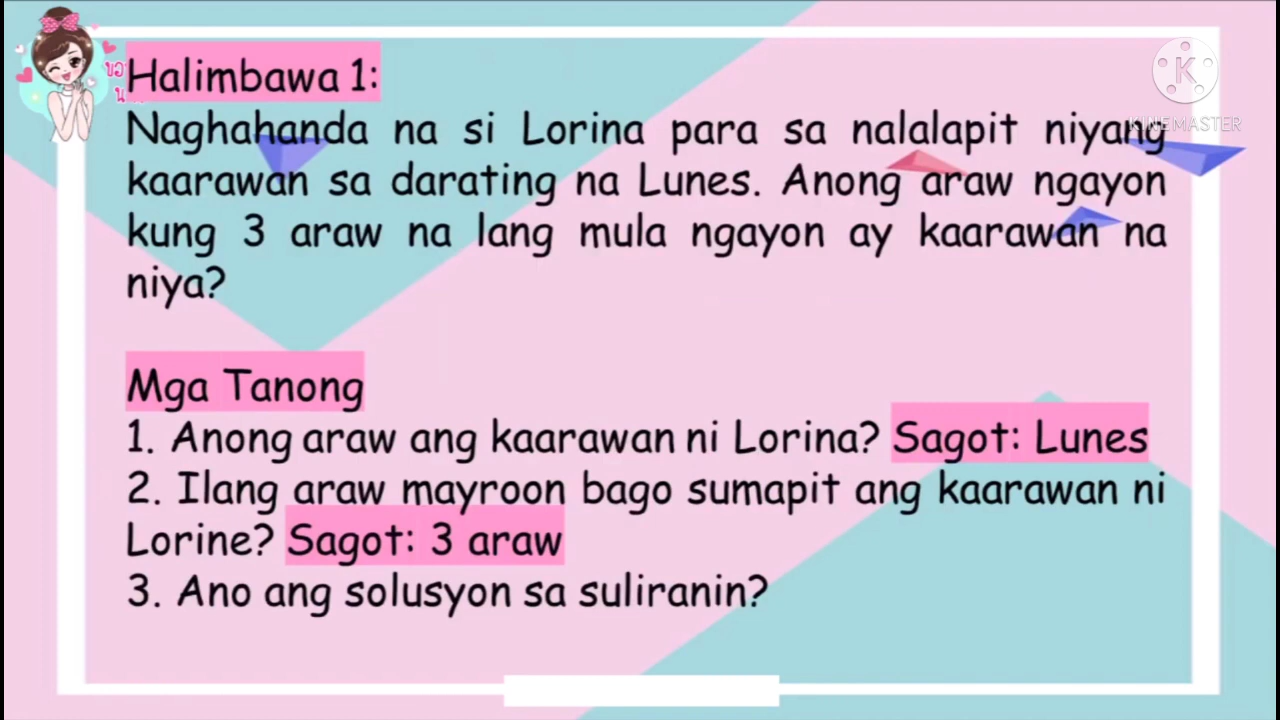 Halimbawa 1:
Naghahanda na si Lorina para sa nalalapit niyang
kaarawan sa darating na Lunes. Anong araw ngayon
kung 3 araw na lang mula ngayon ay kaarawan na
niya?
Mga Tanong
1. Anong araw ang kaarawan ni Lorina? Sagot: Lunes
2. Ilang araw mayroon bago sumapit ang kaarawan ni
Lorine? Sagot: 3 araw
3. Ano ang solusyon sa suliranin?
K
KINEMASTER